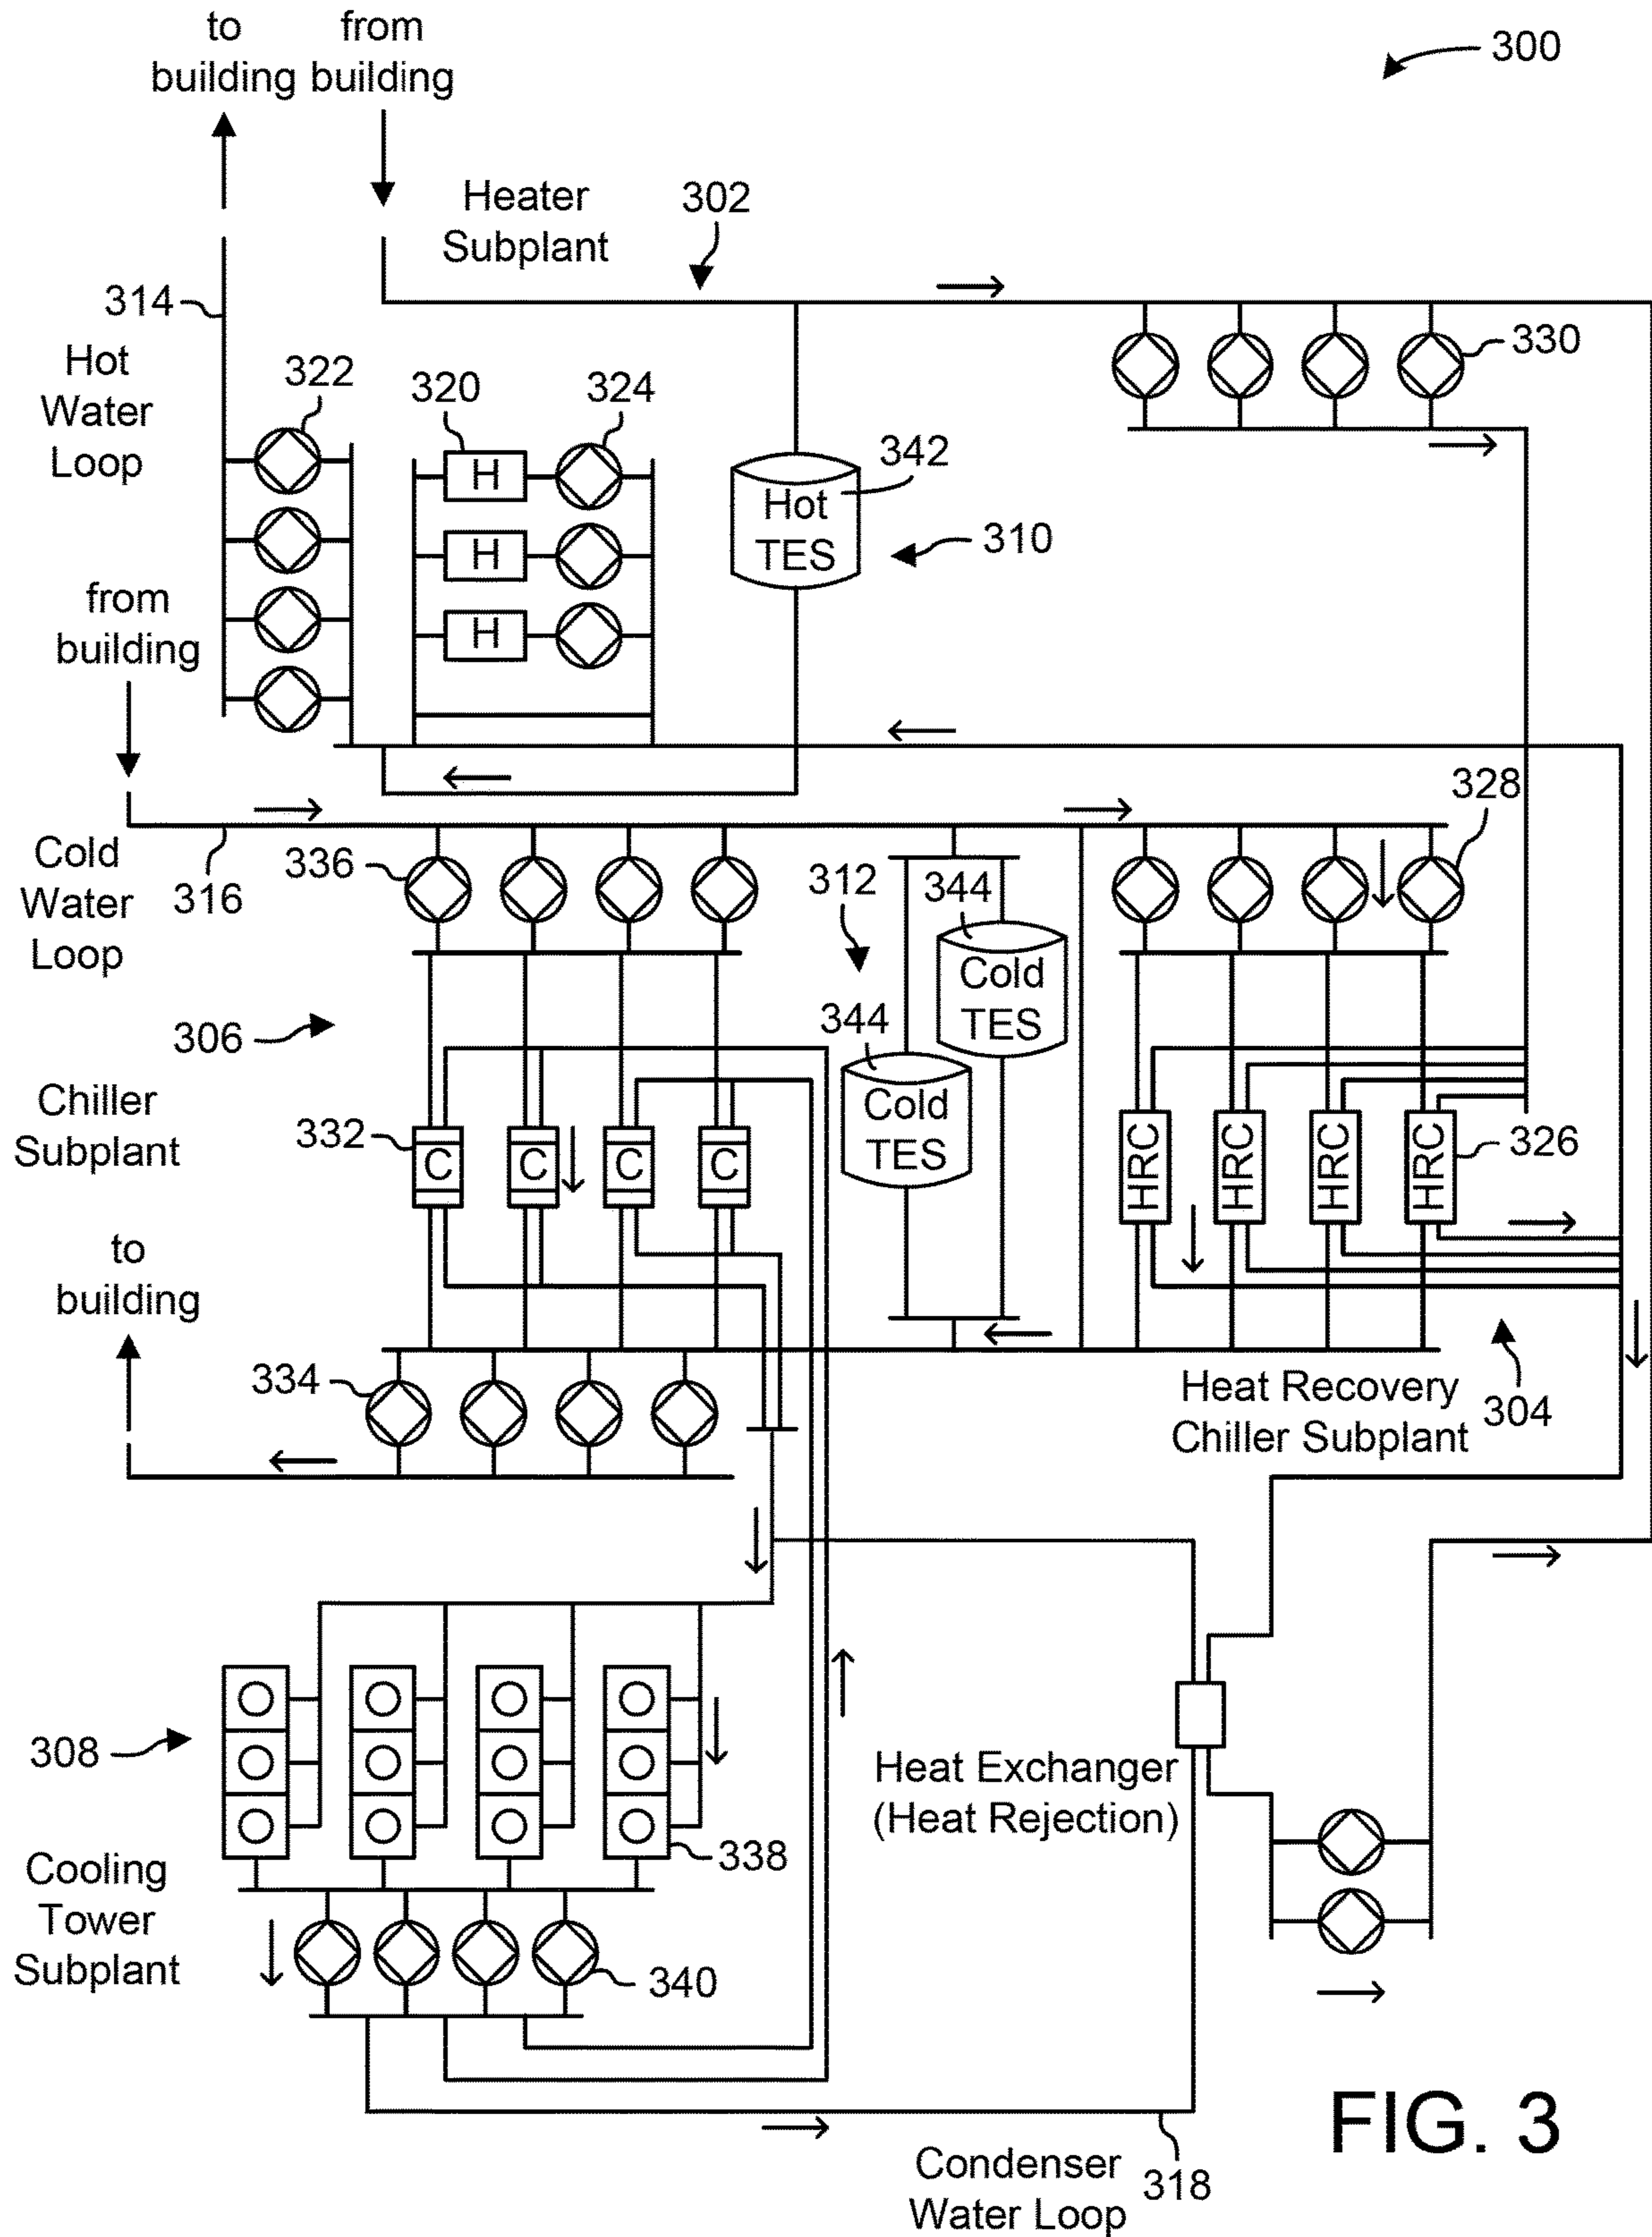 to from
building building
300
Heater
Subplant
302
314
Hot
Water
Loop
322
320
324
330
H
H
H
Hot
TES
342
310
from
building
328
Cold
Water
Loop
316
336
312
344
Cold
TES
344
Cold
TES
306
Chiller
Subplant
332
C
C
C
C
HRC
HRC
HRC
HRC
326
to
building
334
Heat Recovery
Chiller Subplant
304
308
Heat Exchanger
(Heat Rejection)
338
Cooling
Tower
Subplant
340
Condenser
Water Loop
318
FIG. 3